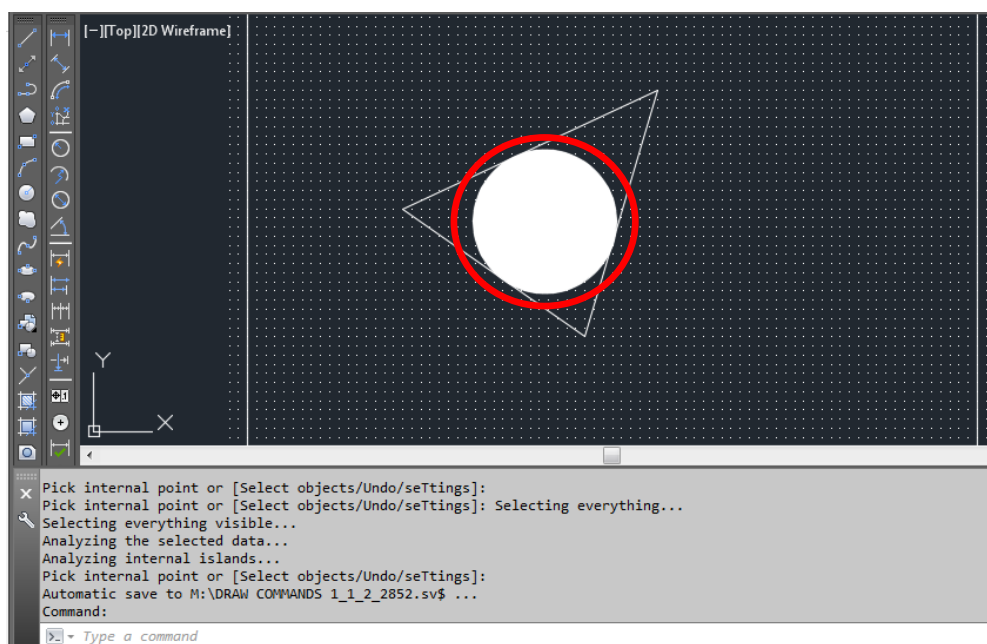 [−][Top][2D Wireframe]
Y
X
Pick internal point or [Select objects/Undo/seTtings]:
Pick internal point or [Select objects/Undo/seTtings]: Selecting everything...
Selecting everything visible...
Analyzing the selected data...
Analyzing internal islands...
Pick internal point or [Select objects/Undo/seTtings]:
Automatic save to M:\DRAW COMMANDS 1_1_2_2852.sv$ ...
Command:
Type a command